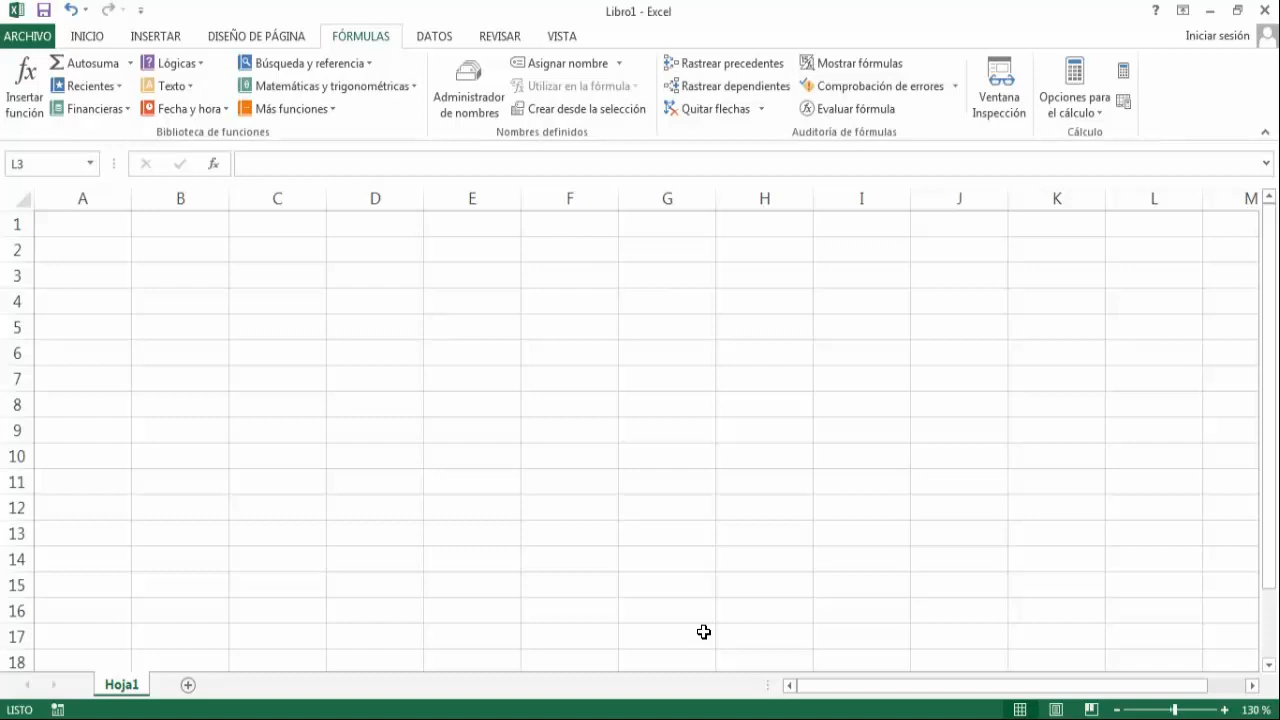 Libro1 - Excel
?
ARCHIVO INICIO INSERTAR DISEÑO DE PÁGINA FÓRMULAS DATOS REVISAR VISTA Iniciar sesión
fx Insertar función
Σ Autosuma
Recientes
Financieras
Lógicas
Texto
Fecha y hora
Búsqueda y referencia
Matemáticas y trigonométricas
Más funciones
Biblioteca de funciones
Administrador
de nombres
Asignar nombre
Utilizar en la fórmula
Crear desde la selección
Nombres definidos
Rastrear precedentes
Rastrear dependientes
Quitar flechas
Mostrar fórmulas
Comprobación de errores
Evaluar fórmula
Auditoría de fórmulas
Ventana
Inspección
Opciones para
el cálculo
Cálculo
L3 fx
A B C D E F G H I J K L M
1
2
3
4
5
6
7
8
9
10
11
12
13
14
15
16
17
18
Hoja1
LISTO 130 %